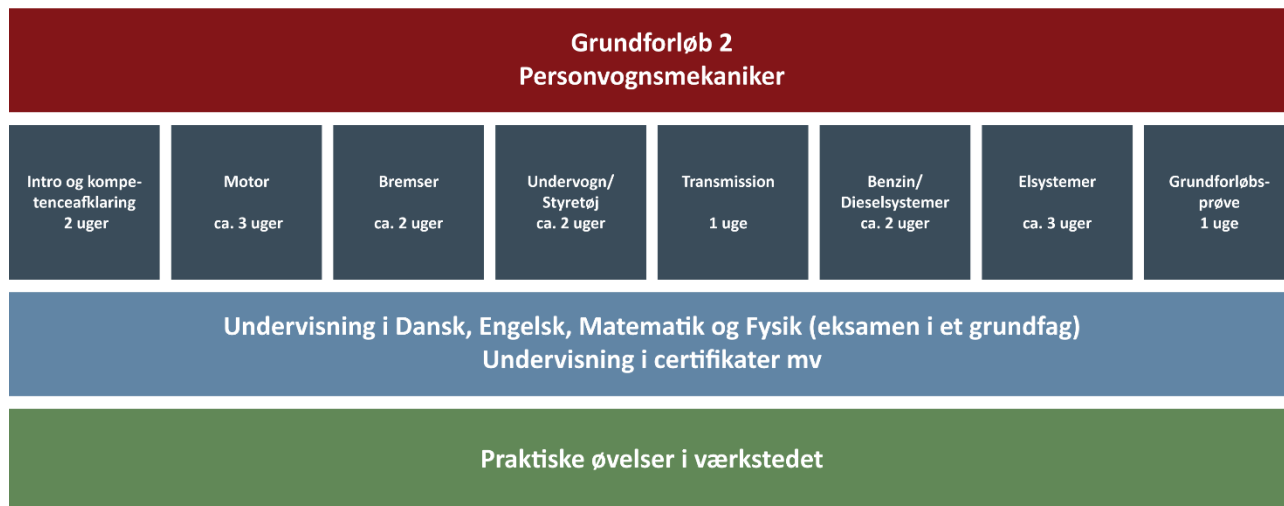 Grundforløb 2
Personvognsmekaniker
Intro og kompe-
tenceafklaring
2 uger
Motor
ca. 3 uger
Bremser
ca. 2 uger
Undervogn/
Styretøj
ca. 2 uger
Transmission
1 uge
Benzin/
Dieselsystemer
ca. 2 uger
Elsystemer
ca. 3 uger
Grundforløbs-
prøve
1 uge
Undervisning i Dansk, Engelsk, Matematik og Fysik (eksamen i et grundfag)
Undervisning i certifikater mv
Praktiske øvelser i værkstedet